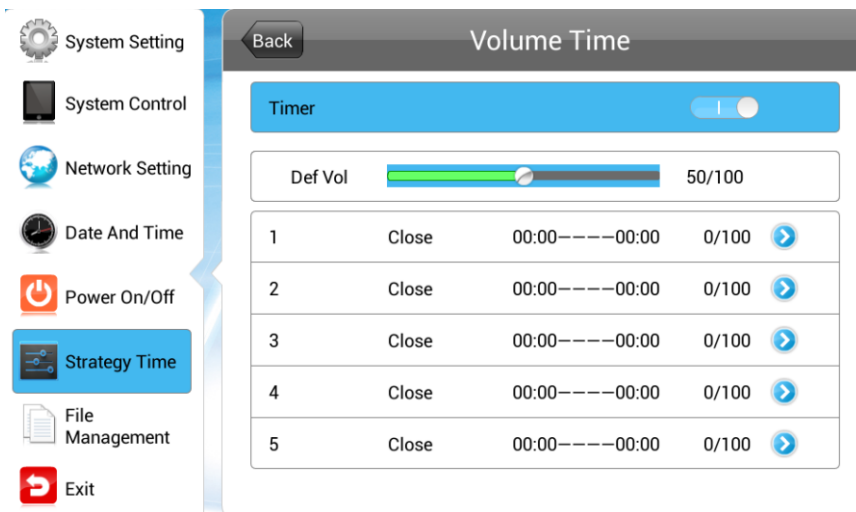 System Setting
System Control
Network Setting
Date And Time
Power On/Off
Strategy Time
File
Management
Exit
Back
Volume Time
Timer
Def Vol 50/100
1 Close 00:00————00:00 0/100
2 Close 00:00————00:00 0/100
3 Close 00:00————00:00 0/100
4 Close 00:00————00:00 0/100
5 Close 00:00————00:00 0/100